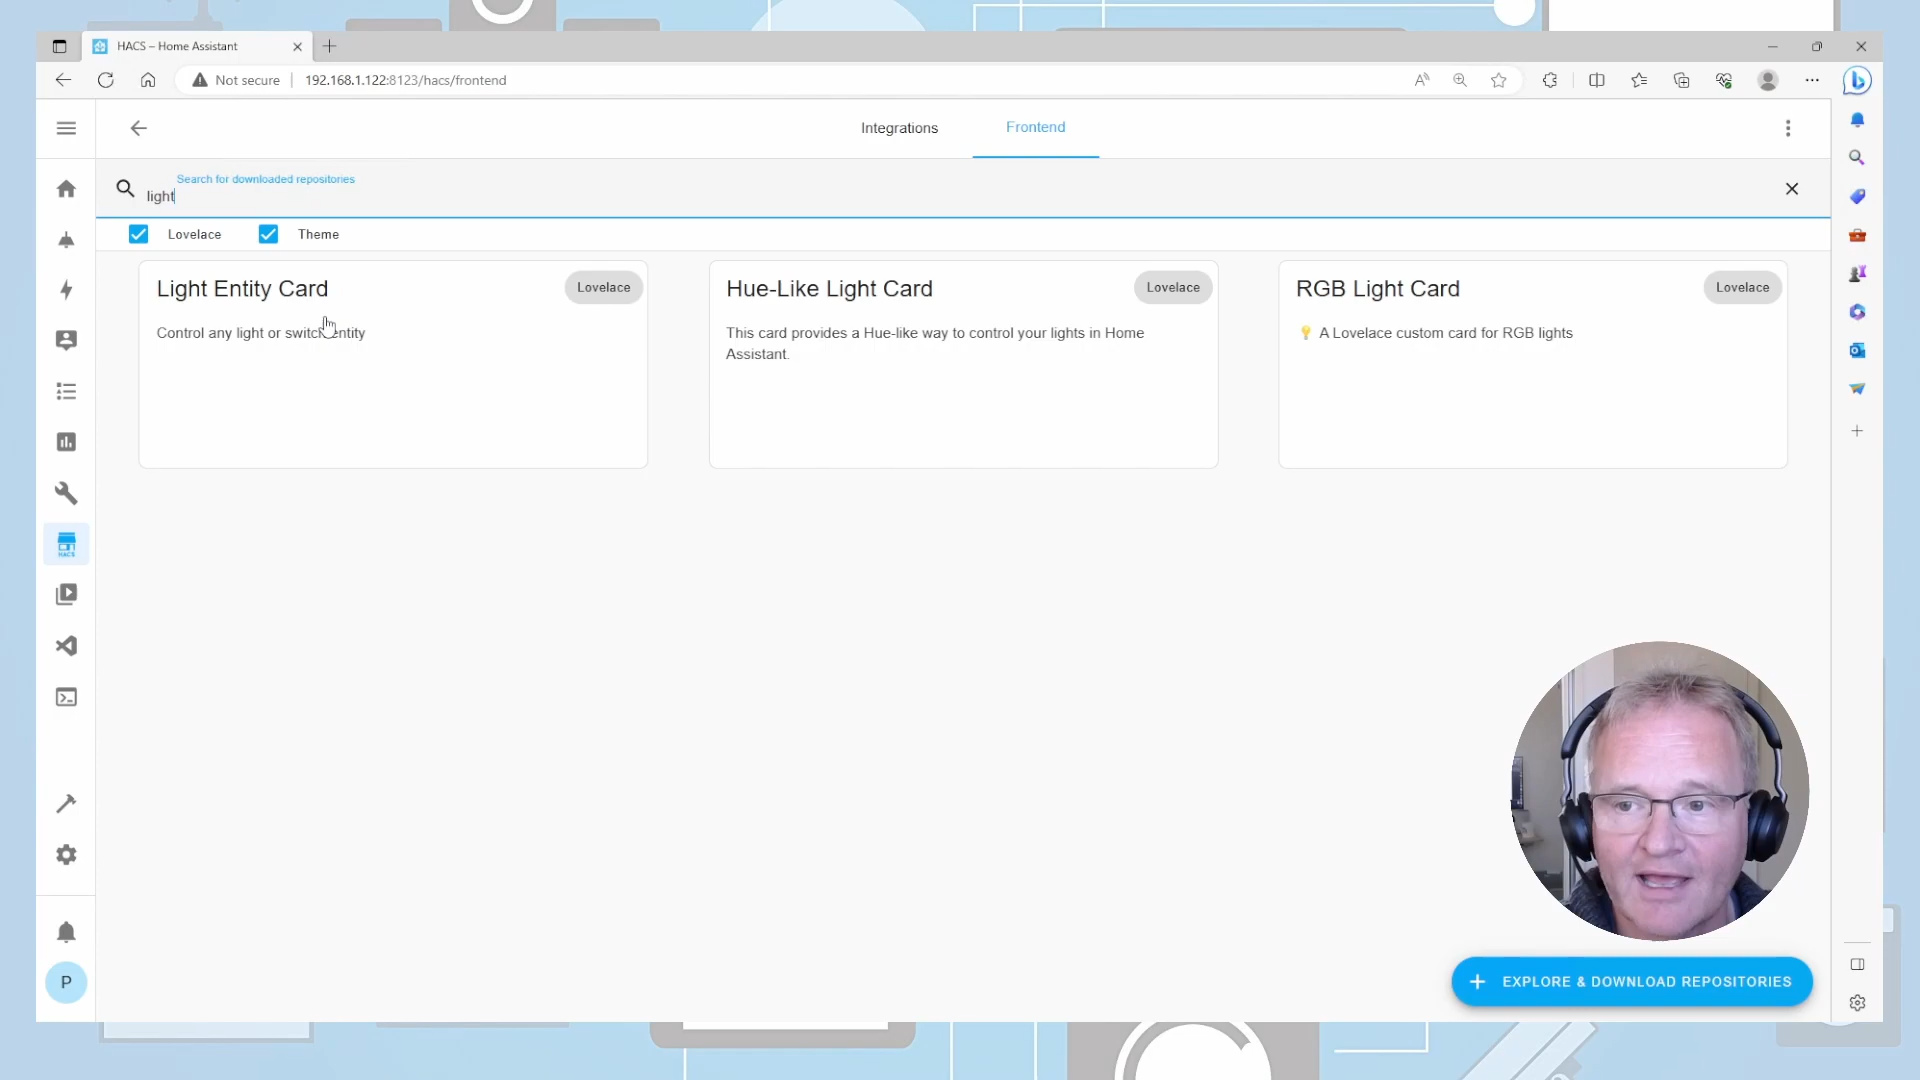 HACS – Home Assistant
Not secure
192.168.1.122:8123/hacs/frontend
Integrations
Frontend
Search for downloaded repositories
light
Lovelace
Theme
Light Entity Card
Lovelace
Control any light or switch entity
Hue-Like Light Card
Lovelace
This card provides a Hue-like way to control your lights in Home
Assistant.
RGB Light Card
Lovelace
💡 A Lovelace custom card for RGB lights
HACS
P
EXPLORE & DOWNLOAD REPOSITORIES